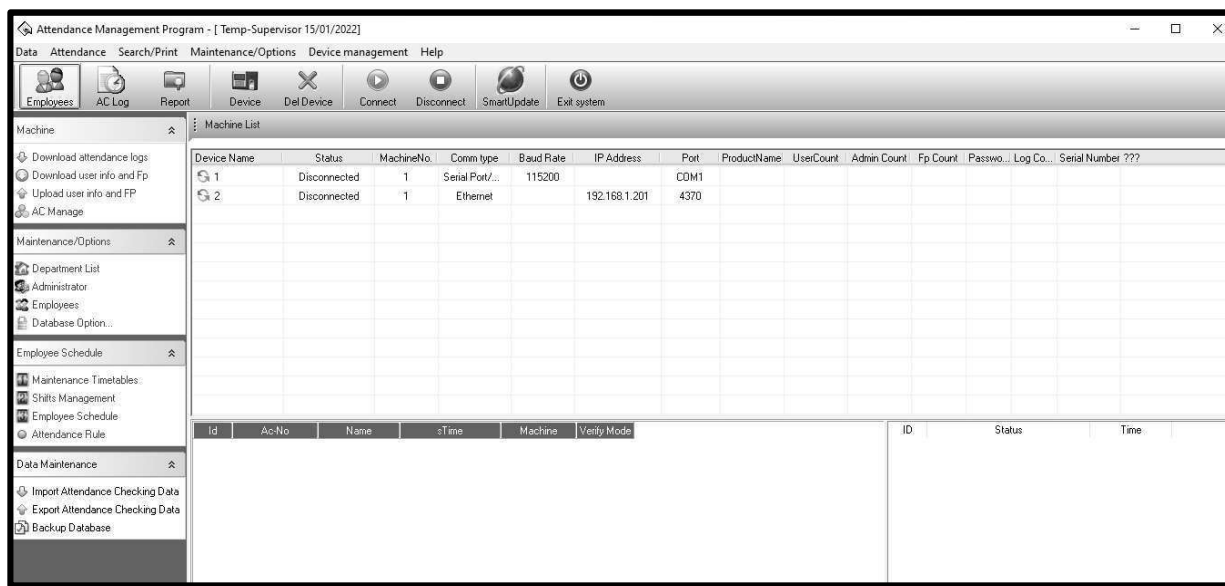 Attendance Management Program - [ Temp-Supervisor 15/01/2022]
Data Attendance Search/Print Maintenance/Options Device management Help
Employees AC Log Report Device Del Device Connect Disconnect SmartUpdate Exit system
Machine
Download attendance logs
Download user info and Fp
Upload user info and FP
AC Manage
Maintenance/Options
Department List
Administrator
Employees
Database Option...
Employee Schedule
Maintenance Timetables
Shifts Management
Employee Schedule
Attendance Rule
Data Maintenance
Import Attendance Checking Data
Export Attendance Checking Data
Backup Database
Machine List
Device Name Status MachineNo. Comm type Baud Rate IP Address Port ProductName UserCount Admin Count Fp Count Passwo... Log Co... Serial Number ???
1 Disconnected 1 Serial Port/... 115200 COM1
2 Disconnected 1 Ethernet 192.168.1.201 4370
Id Ac-No Name sTime Machine Verify Mode
ID Status Time